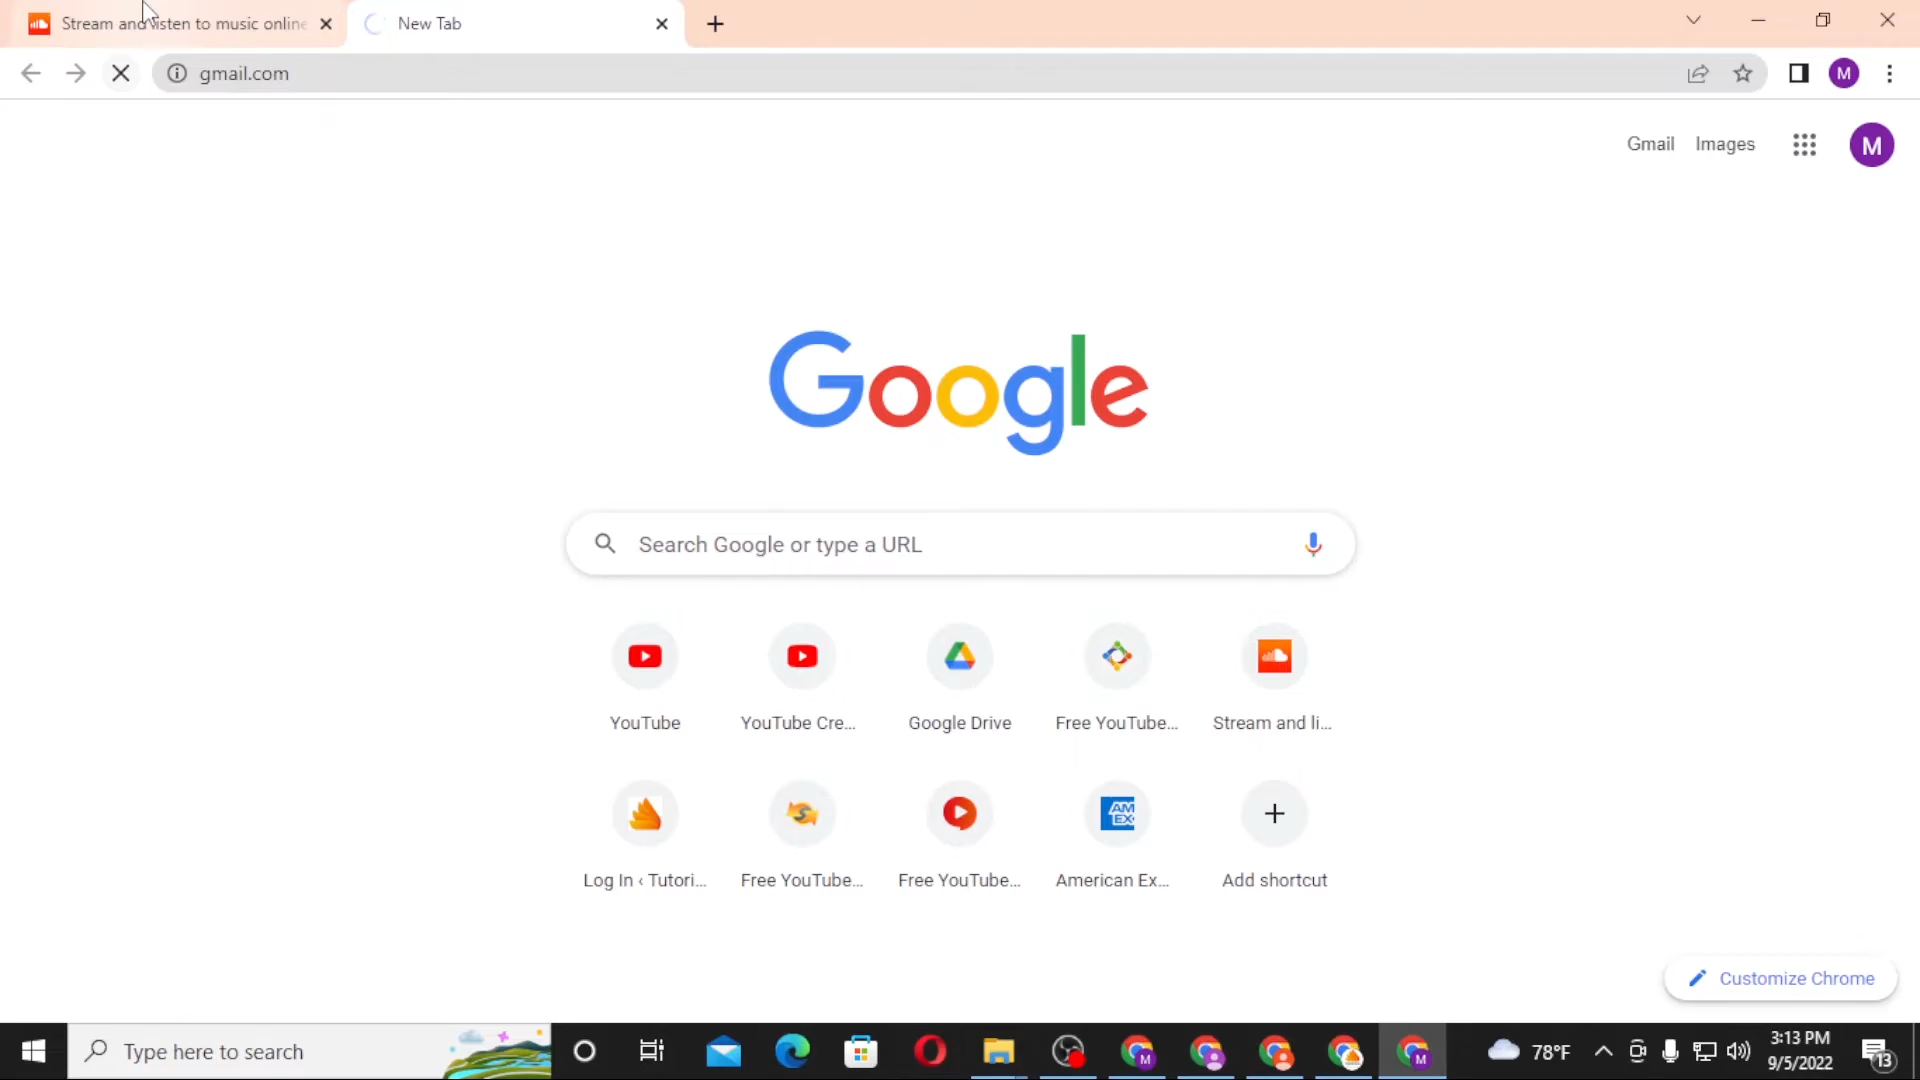 Stream and listen to music online
New Tab
gmail.com
M
Gmail
Images
M
Google
Search Google or type a URL
YouTube
YouTube Cre...
Google Drive
Free YouTube...
Stream and li...
AM
EX
Log In ‹ Tutori...
Free YouTube...
Free YouTube...
American Ex...
Add shortcut
Customize Chrome
Type here to search
M
M
78°F
3:13 PM
9/5/2022
13